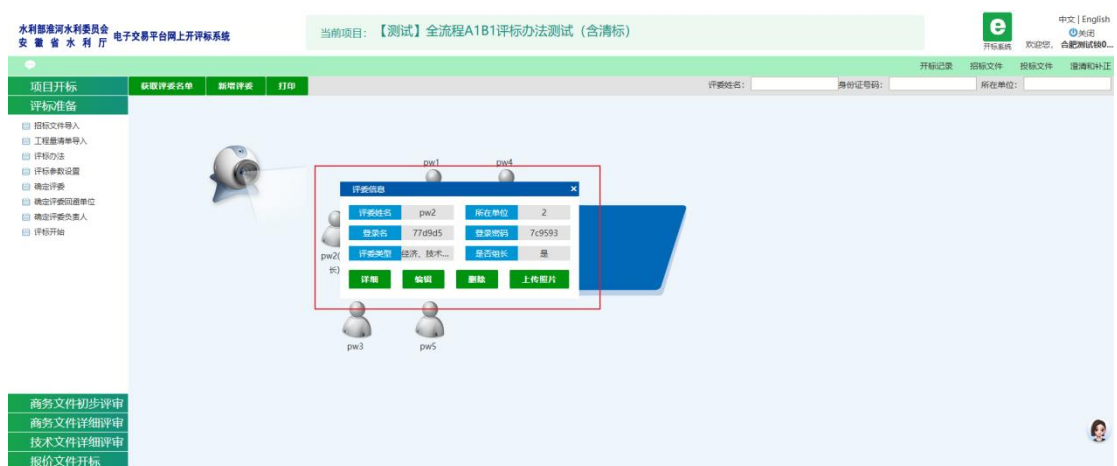 水利部淮河水利委员会
安徽省水利厅
电子交易平台网上开评标系统
当前项目：【测试】全流程A1B1评标办法测试（含清标）
e
开标系统
中文 | English
关闭
欢迎您, 合肥测试锁0...
开标记录 招标文件 投标文件 澄清和补正
项目开标
获取评委名单 新增评委 打印
评委姓名： 身份证号码： 所在单位：
评标准备
招标文件导入
工程量清单导入
评标办法
评标参数设置
确定评委
确定评委回避单位
确定评委负责人
评标开始
pw1 pw4
评委信息 ×
评委姓名 pw2 所在单位 2
登录名 77d9d5 登录密码 7c9593
评委类型 经济、技术... 是否组长 是
详细 编辑 删除 上传照片
pw2(
长)
pw3 pw5
商务文件初步评审
商务文件详细评审
技术文件详细评审
报价文件开标